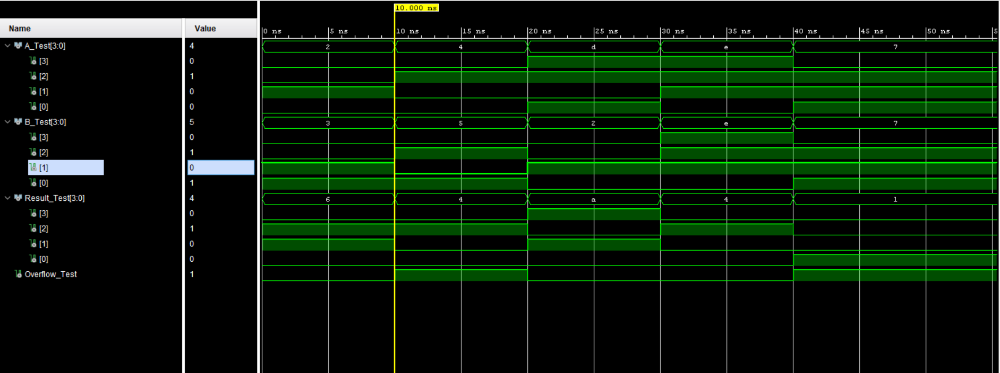 10.000 ns
Name Value
0 ns 5 ns 10 ns 15 ns 20 ns 25 ns 30 ns 35 ns 40 ns 45 ns 50 ns 5
A_Test[3:0] 4 2 4 d e 7
[3] 0
[2] 1
[1] 0
[0] 0
B_Test[3:0] 5 3 5 2 e 7
[3] 0
[2] 1
[1] 0
[0] 1
Result_Test[3:0] 4 6 4 a 4 1
[3] 0
[2] 1
[1] 0
[0] 0
Overflow_Test 1